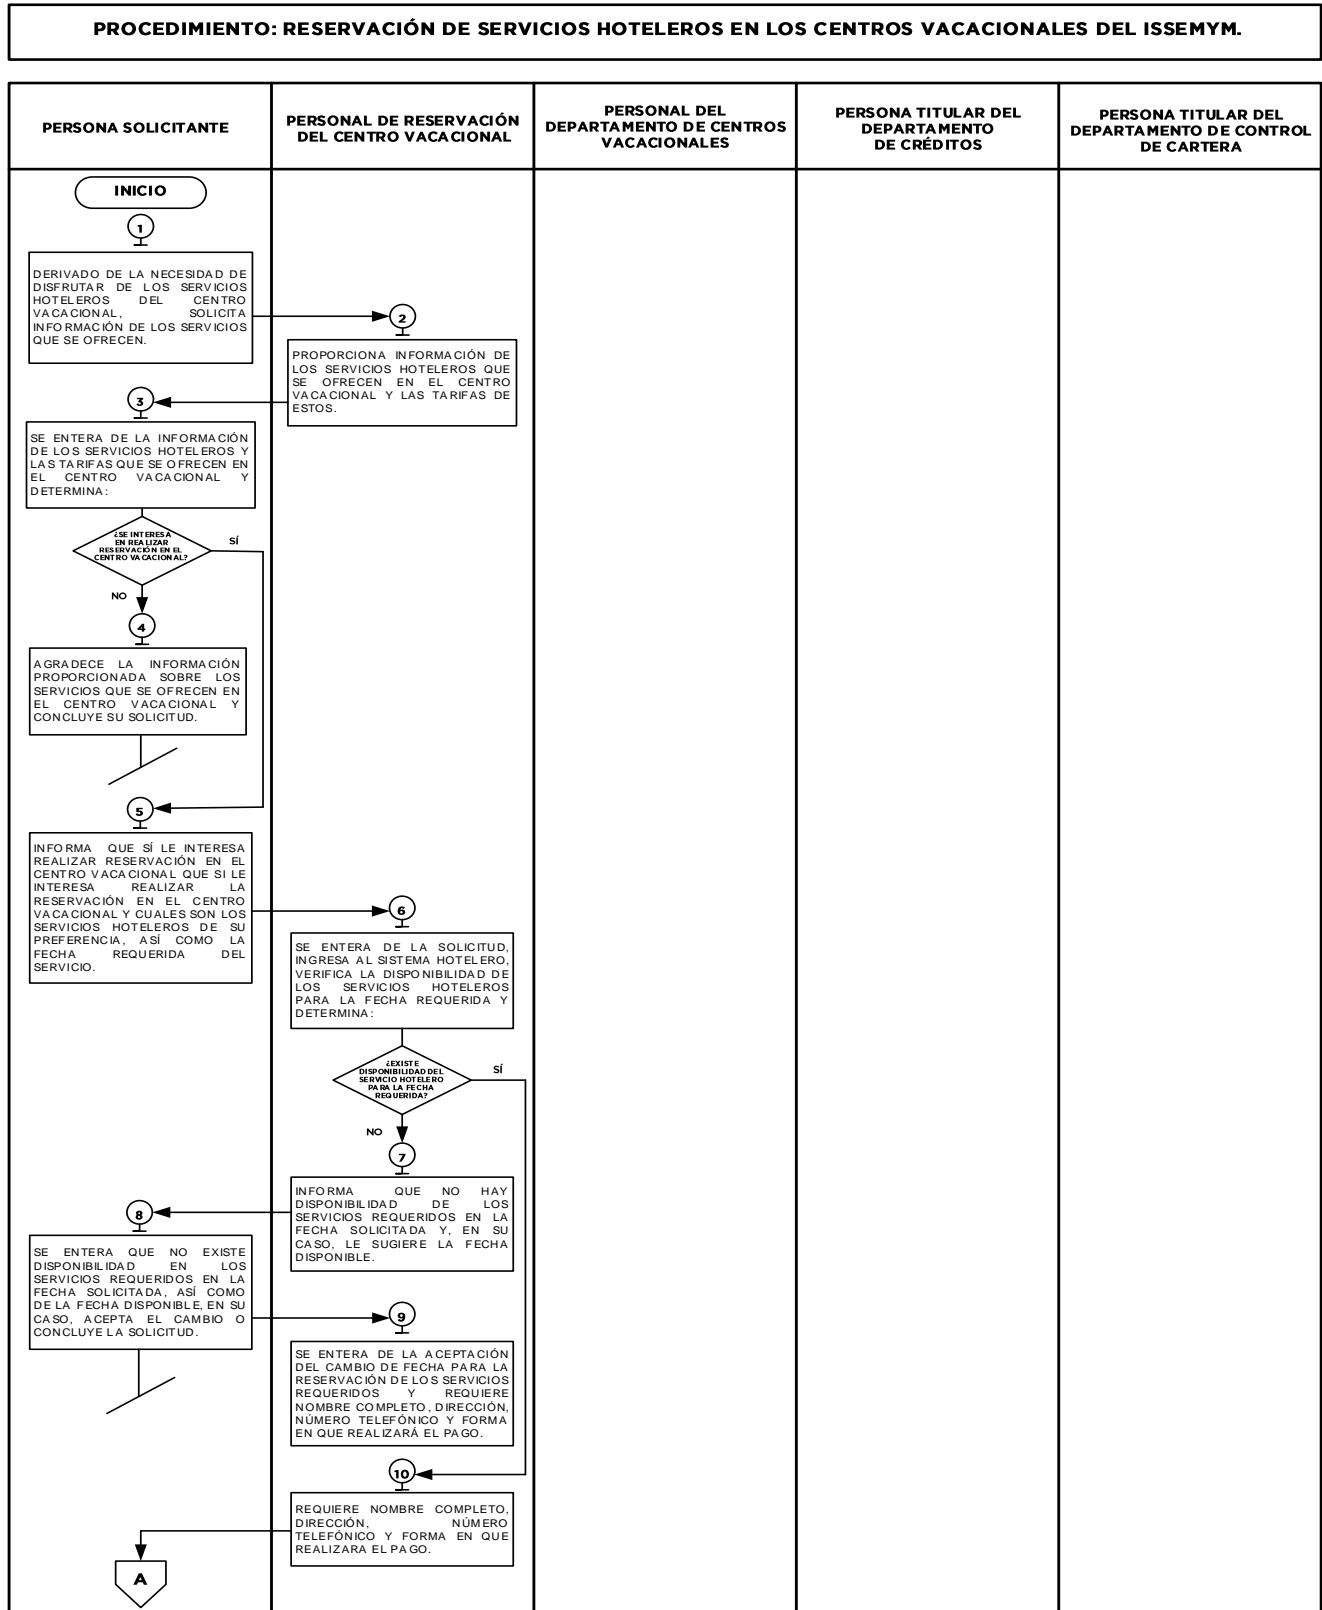 PROCEDIMIENTO: RESERVACIÓN DE SERVICIOS HOTELEROS EN LOS CENTROS VACACIONALES DEL ISSEMYM.
PERSONA SOLICITANTE
PERSONAL DE RESERVACIÓN
DEL CENTRO VACACIONAL
PERSONAL DEL
DEPARTAMENTO DE CENTROS
VACACIONALES
PERSONA TITULAR DEL
DEPARTAMENTO
DE CRÉDITOS
PERSONA TITULAR DEL
DEPARTAMENTO DE CONTROL
DE CARTERA
INICIO
1
DERIVADO DE LA NECESIDAD DE
DISFRUTAR DE LOS SERVICIOS
HOTELEROS DEL CENTRO
VACACIONAL, SOLICITA
INFORMACIÓN DE LOS SERVICIOS
QUE SE OFRECEN.
2
PROPORCIONA INFORMACIÓN DE
LOS SERVICIOS HOTELEROS QUE
SE OFRECEN EN EL CENTRO
VACACIONAL Y LAS TARIFAS DE
ESTOS.
3
SE ENTERA DE LA INFORMACIÓN
DE LOS SERVICIOS HOTELEROS Y
LAS TARIFAS QUE SE OFRECEN EN
EL CENTRO VACACIONAL Y
DETERMINA:
¿SE INTERESA
EN REALIZAR
RESERVACIÓN EN EL
CENTRO VACACIONAL?
SÍ
NO
4
AGRADECE LA INFORMACIÓN
PROPORCIONADA SOBRE LOS
SERVICIOS QUE SE OFRECEN EN
EL CENTRO VACACIONAL Y
CONCLUYE SU SOLICITUD.
5
INFORMA QUE SÍ LE INTERESA
REALIZAR RESERVACIÓN EN EL
CENTRO VACACIONAL QUE SI LE
INTERESA REALIZAR LA
RESERVACIÓN EN EL CENTRO
VACACIONAL Y CUALES SON LOS
SERVICIOS HOTELEROS DE SU
PREFERENCIA, ASÍ COMO LA
FECHA REQUERIDA DEL
SERVICIO.
6
SE ENTERA DE LA SOLICITUD,
INGRESA AL SISTEMA HOTELERO,
VERIFICA LA DISPONIBILIDAD DE
LOS SERVICIOS HOTELEROS
PARA LA FECHA REQUERIDA Y
DETERMINA:
¿EXISTE
DISPONIBILIDAD DEL
SERVICIO HOTELERO
PARA LA FECHA
REQUERIDA?
SÍ
NO
7
INFORMA QUE NO HAY
DISPONIBILIDAD DE LOS
SERVICIOS REQUERIDOS EN LA
FECHA SOLICITADA Y, EN SU
CASO, LE SUGIERE LA FECHA
DISPONIBLE.
8
SE ENTERA QUE NO EXISTE
DISPONIBILIDAD EN LOS
SERVICIOS REQUERIDOS EN LA
FECHA SOLICITADA, ASÍ COMO
DE LA FECHA DISPONIBLE, EN SU
CASO, ACEPTA EL CAMBIO O
CONCLUYE LA SOLICITUD.
9
SE ENTERA DE LA ACEPTACIÓN
DEL CAMBIO DE FECHA PARA LA
RESERVACIÓN DE LOS SERVICIOS
REQUERIDOS Y REQUIERE
NOMBRE COMPLETO, DIRECCIÓN,
NÚMERO TELEFÓNICO Y FORMA
EN QUE REALIZARÁ EL PAGO.
10
REQUIERE NOMBRE COMPLETO,
DIRECCIÓN, NÚMERO
TELEFÓNICO Y FORMA EN QUE
REALIZARA EL PAGO.
A